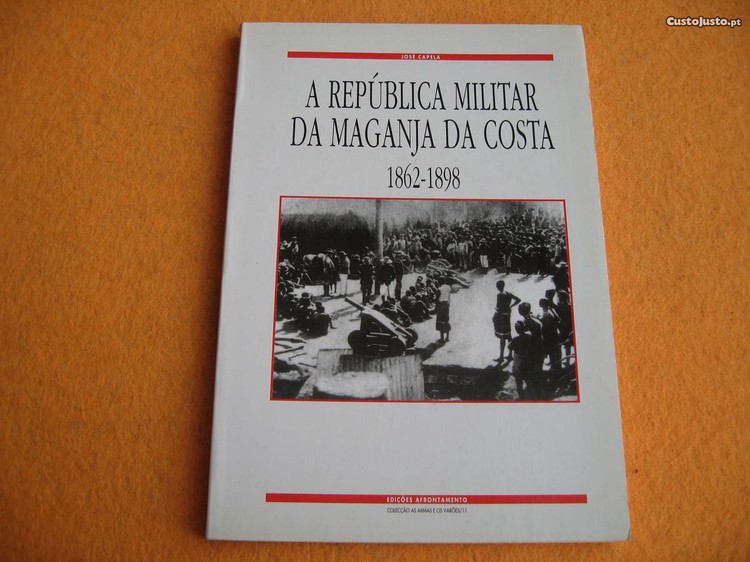 CustoJusto.pt
JOSÉ CAPELA
A REPÚBLICA MILITAR
DA MAGANJA DA COSTA
1862-1898
EDIÇÕES AFRONTAMENTO
COLECÇÃO AS ARMAS E OS VARÕES/11